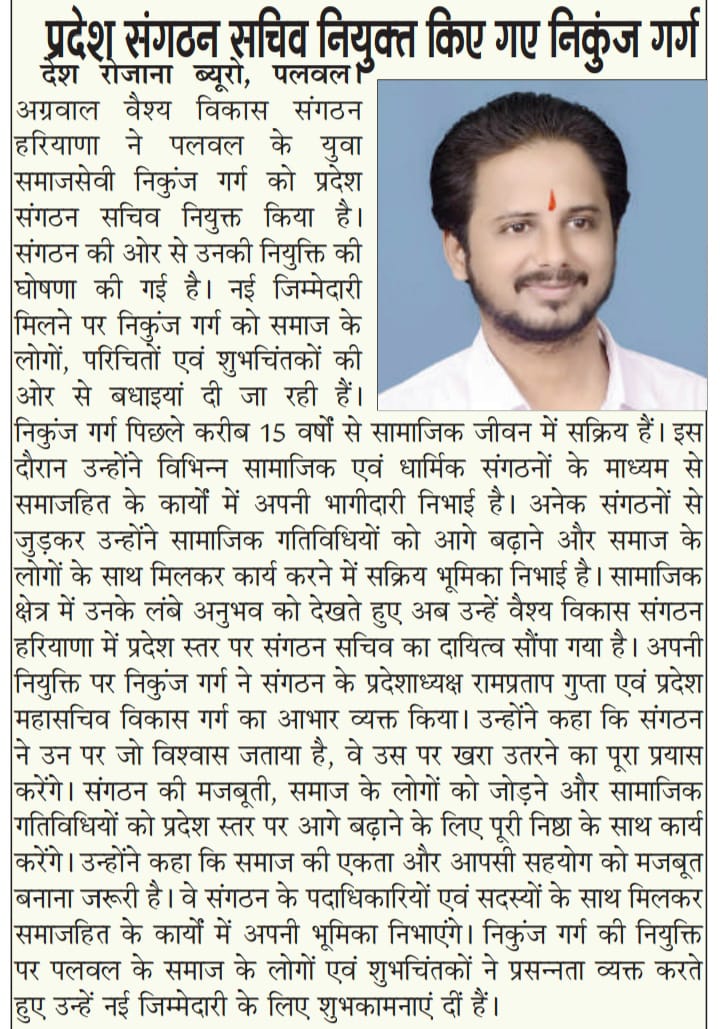 प्रदेश संगठन सचिव नियुक्त किए गए निकुंज गर्ग
देश रोजाना ब्यूरो, पलवल।
अग्रवाल वैश्य विकास संगठन
हरियाणा ने पलवल के युवा
समाजसेवी निकुंज गर्ग को प्रदेश
संगठन सचिव नियुक्त किया है।
संगठन की ओर से उनकी नियुक्ति की
घोषणा की गई है। नई जिम्मेदारी
मिलने पर निकुंज गर्ग को समाज के
लोगों, परिचितों एवं शुभचिंतकों की
ओर से बधाइयां दी जा रही हैं।
निकुंज गर्ग पिछले करीब 15 वर्षों से सामाजिक जीवन में सक्रिय हैं। इस
दौरान उन्होंने विभिन्न सामाजिक एवं धार्मिक संगठनों के माध्यम से
समाजहित के कार्यों में अपनी भागीदारी निभाई है। अनेक संगठनों से
जुड़कर उन्होंने सामाजिक गतिविधियों को आगे बढ़ाने और समाज के
लोगों के साथ मिलकर कार्य करने में सक्रिय भूमिका निभाई है। सामाजिक
क्षेत्र में उनके लंबे अनुभव को देखते हुए अब उन्हें वैश्य विकास संगठन
हरियाणा में प्रदेश स्तर पर संगठन सचिव का दायित्व सौंपा गया है। अपनी
नियुक्ति पर निकुंज गर्ग ने संगठन के प्रदेशाध्यक्ष रामप्रताप गुप्ता एवं प्रदेश
महासचिव विकास गर्ग का आभार व्यक्त किया। उन्होंने कहा कि संगठन
ने उन पर जो विश्वास जताया है, वे उस पर खरा उतरने का पूरा प्रयास
करेंगे। संगठन की मजबूती, समाज के लोगों को जोड़ने और सामाजिक
गतिविधियों को प्रदेश स्तर पर आगे बढ़ाने के लिए पूरी निष्ठा के साथ कार्य
करेंगे। उन्होंने कहा कि समाज की एकता और आपसी सहयोग को मजबूत
बनाना जरूरी है। वे संगठन के पदाधिकारियों एवं सदस्यों के साथ मिलकर
समाजहित के कार्यों में अपनी भूमिका निभाएंगे। निकुंज गर्ग की नियुक्ति
पर पलवल के समाज के लोगों एवं शुभचिंतकों ने प्रसन्नता व्यक्त करते
हुए उन्हें नई जिम्मेदारी के लिए शुभकामनाएं दीं हैं।